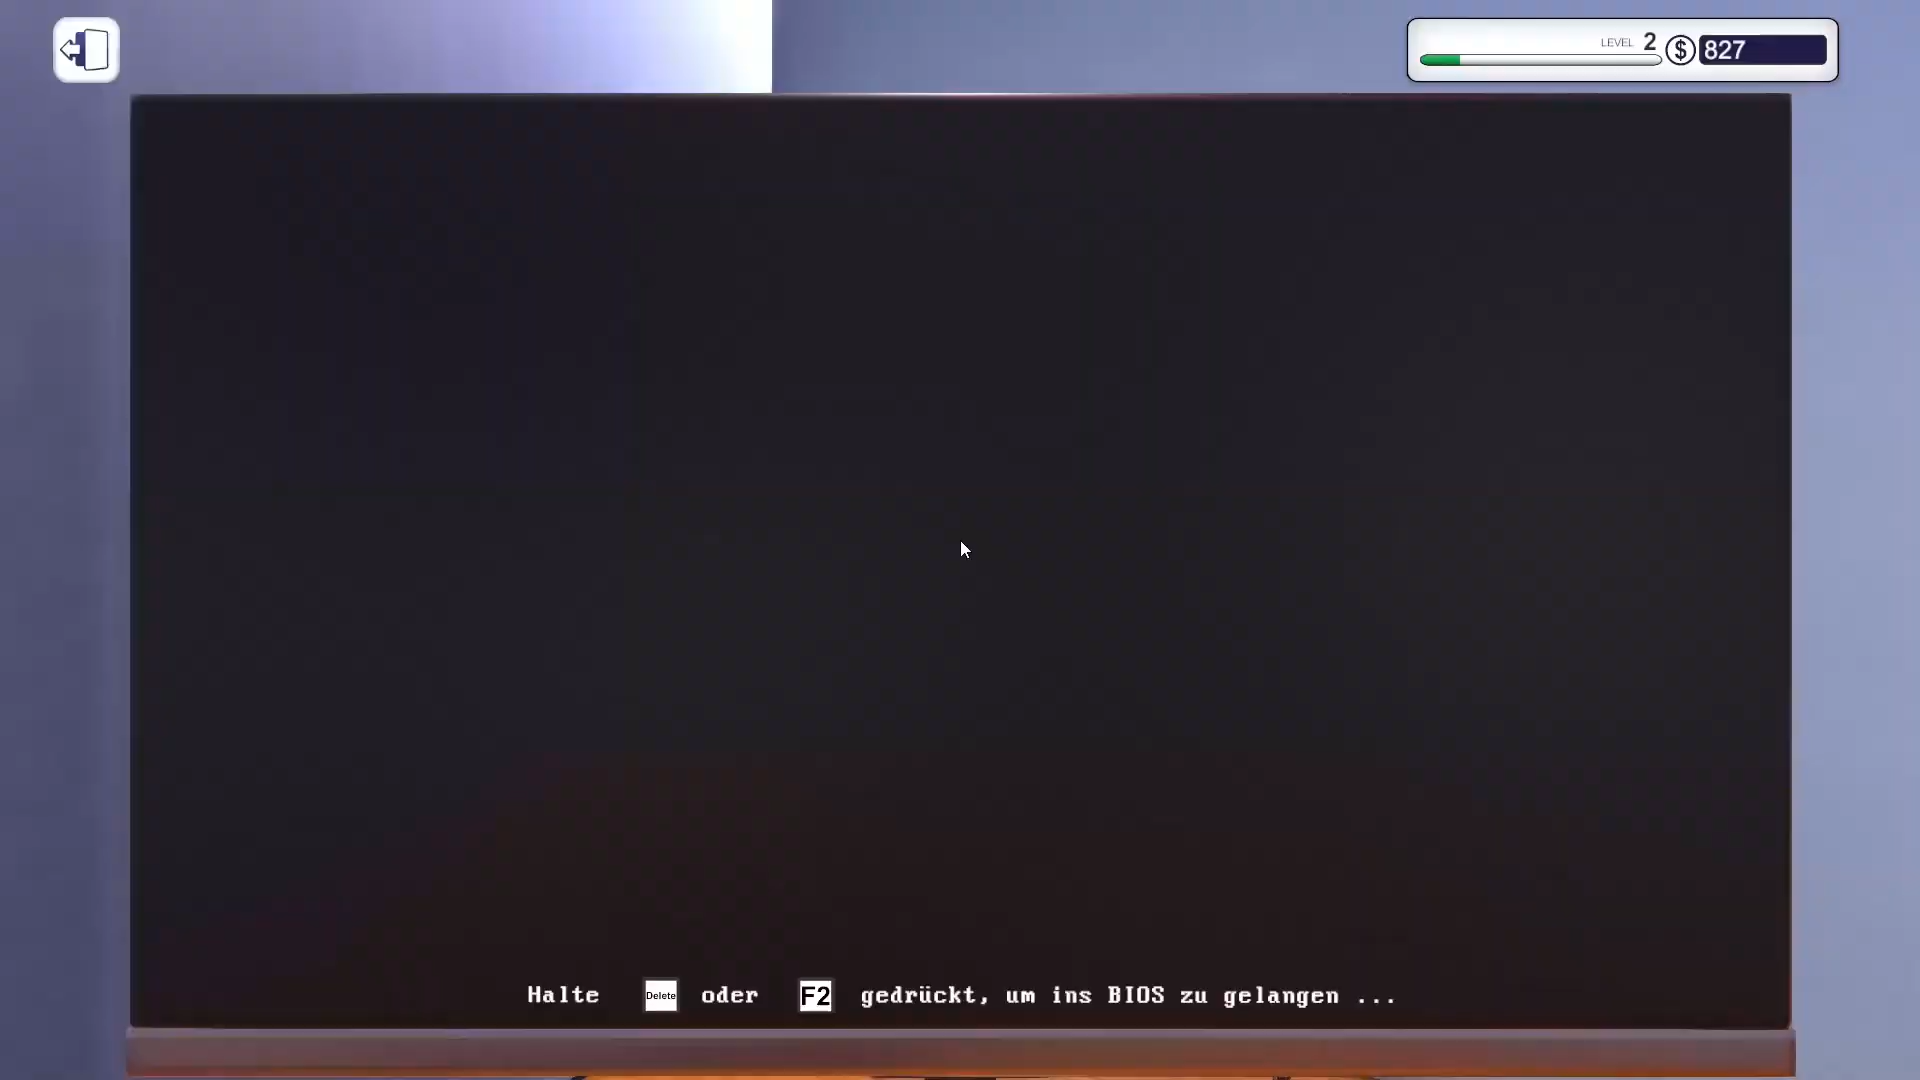 LEVEL 2 $ 827
Halte Delete oder F2 gedrückt, um ins BIOS zu gelangen ...